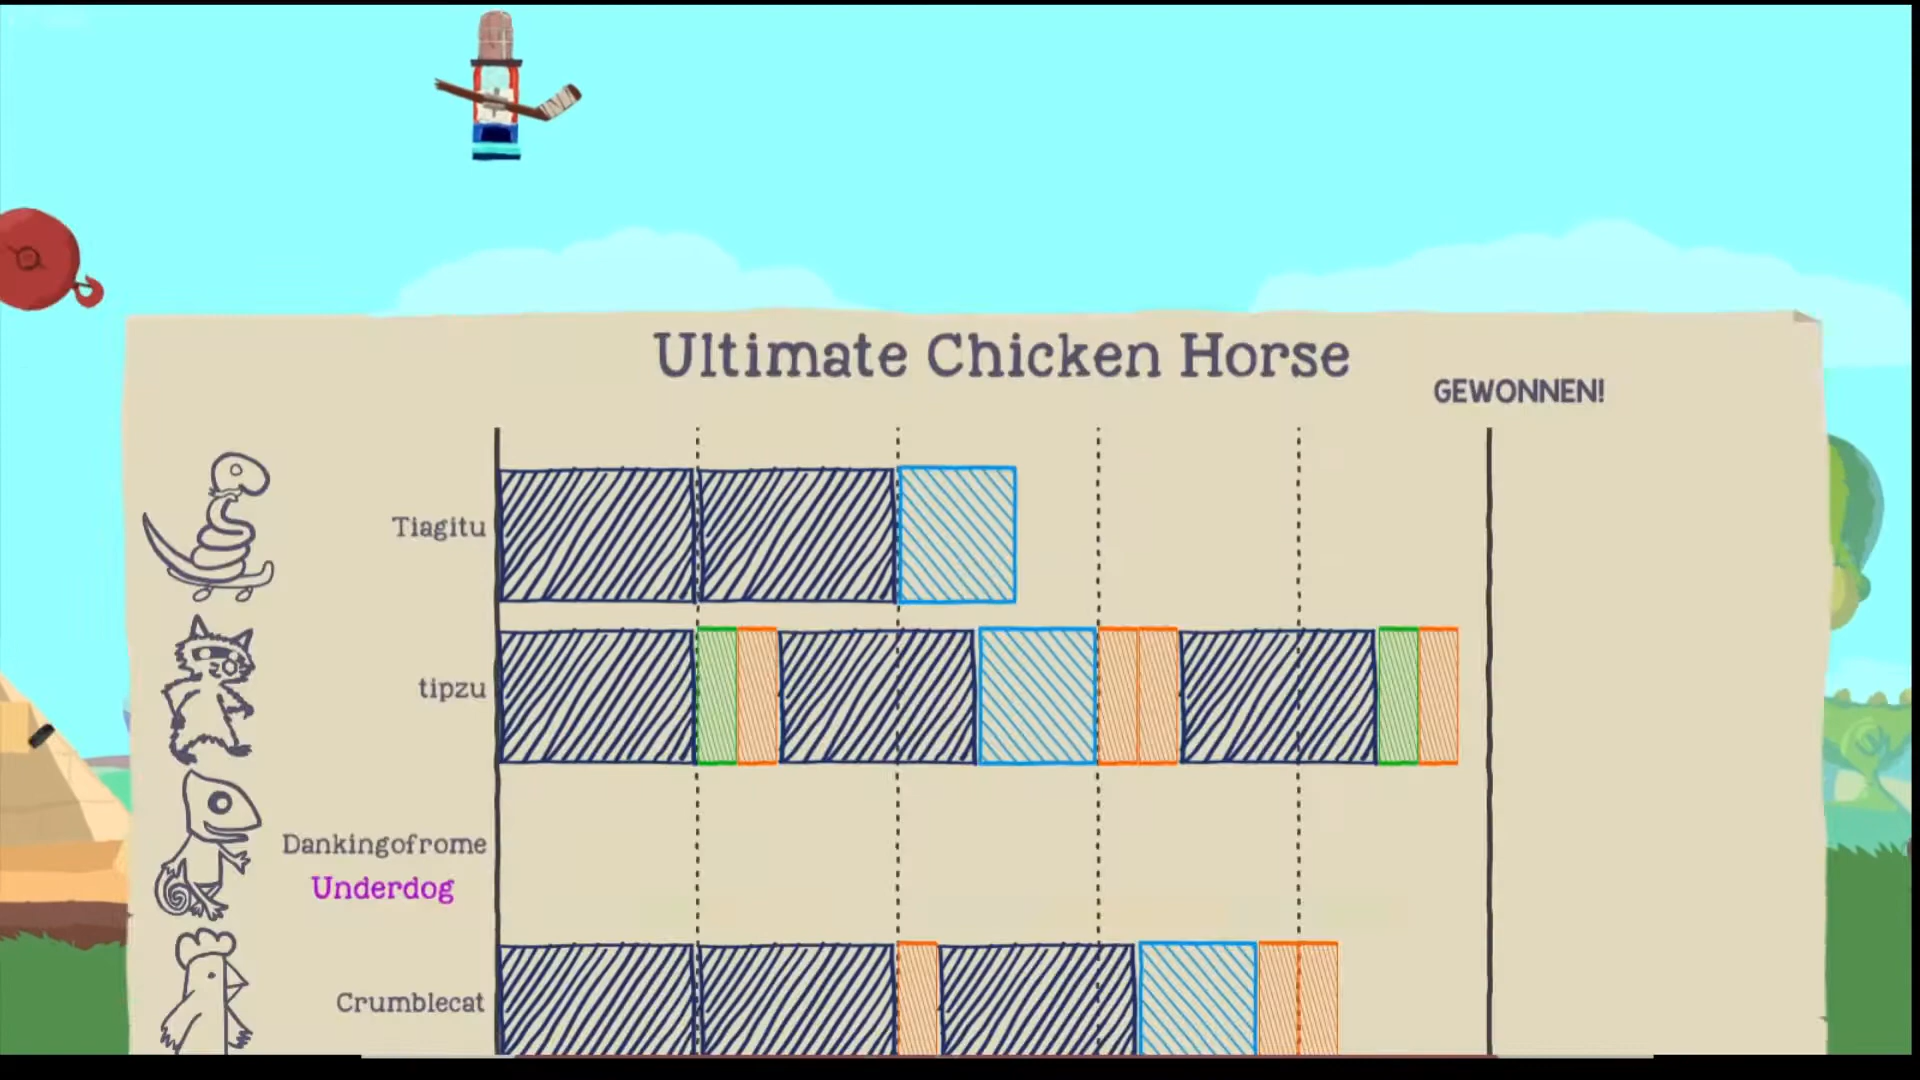 Ultimate Chicken Horse
GEWONNEN!
Tiagitu
tipzu
Dankingofrome
Underdog
Crumblecat